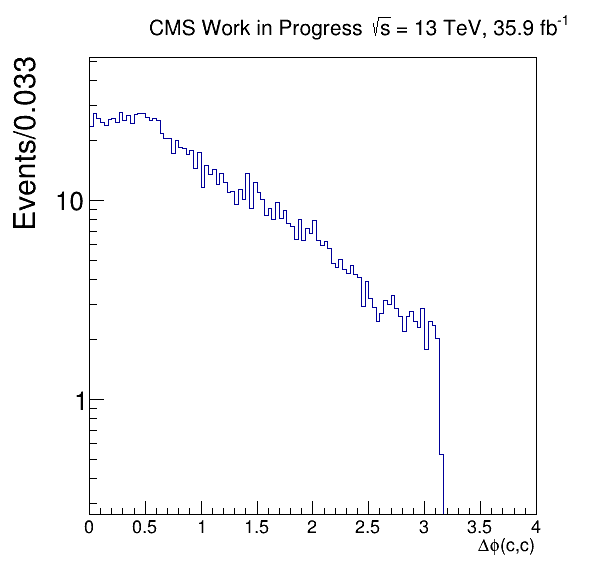 CMS Work in Progress √s = 13 TeV, 35.9 fb⁻¹
Events/0.033
10
1
0 0.5 1 1.5 2 2.5 3 3.5 4
Δϕ(c,c)